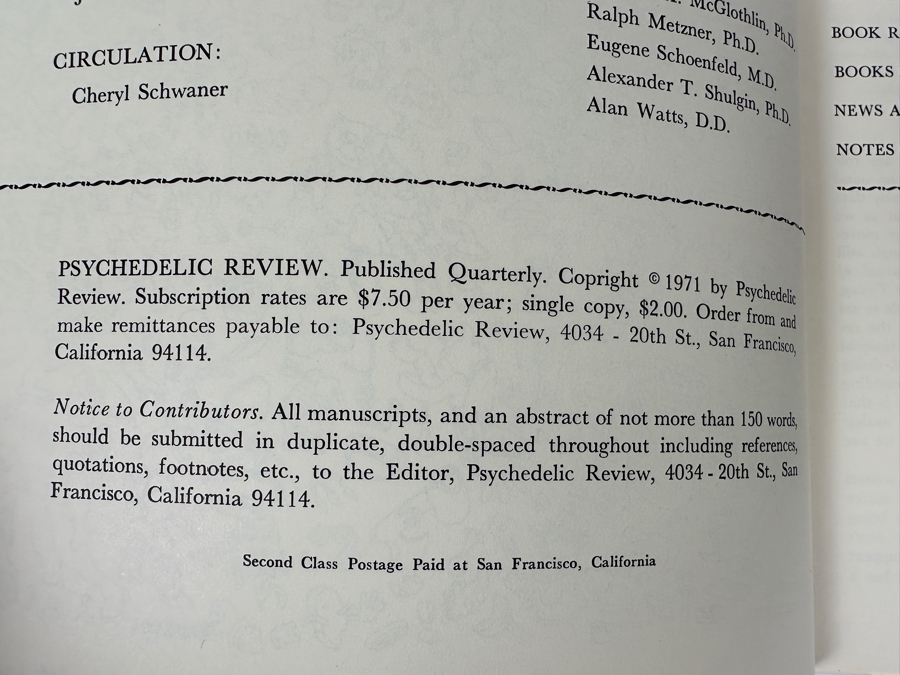 CIRCULATION:
Cheryl Schwaner
McGlothlin, Ph.D.
Ralph Metzner, Ph.D.
Eugene Schoenfeld, M.D.
Alexander T. Shulgin, Ph.D.
Alan Watts, D.D.
PSYCHEDELIC REVIEW. Published Quarterly. Copright © 1971 by Psychedelic
Review. Subscription rates are $7.50 per year; single copy, $2.00. Order from and
make remittances payable to: Psychedelic Review, 4034 - 20th St., San Francisco,
California 94114.
Notice to Contributors. All manuscripts, and an abstract of not more than 150 words,
should be submitted in duplicate, double-spaced throughout including references,
quotations, footnotes, etc., to the Editor, Psychedelic Review, 4034 - 20th St., San
Francisco, California 94114.
Second Class Postage Paid at San Francisco, California
BOOK R
BOOKS
NEWS A
NOTES